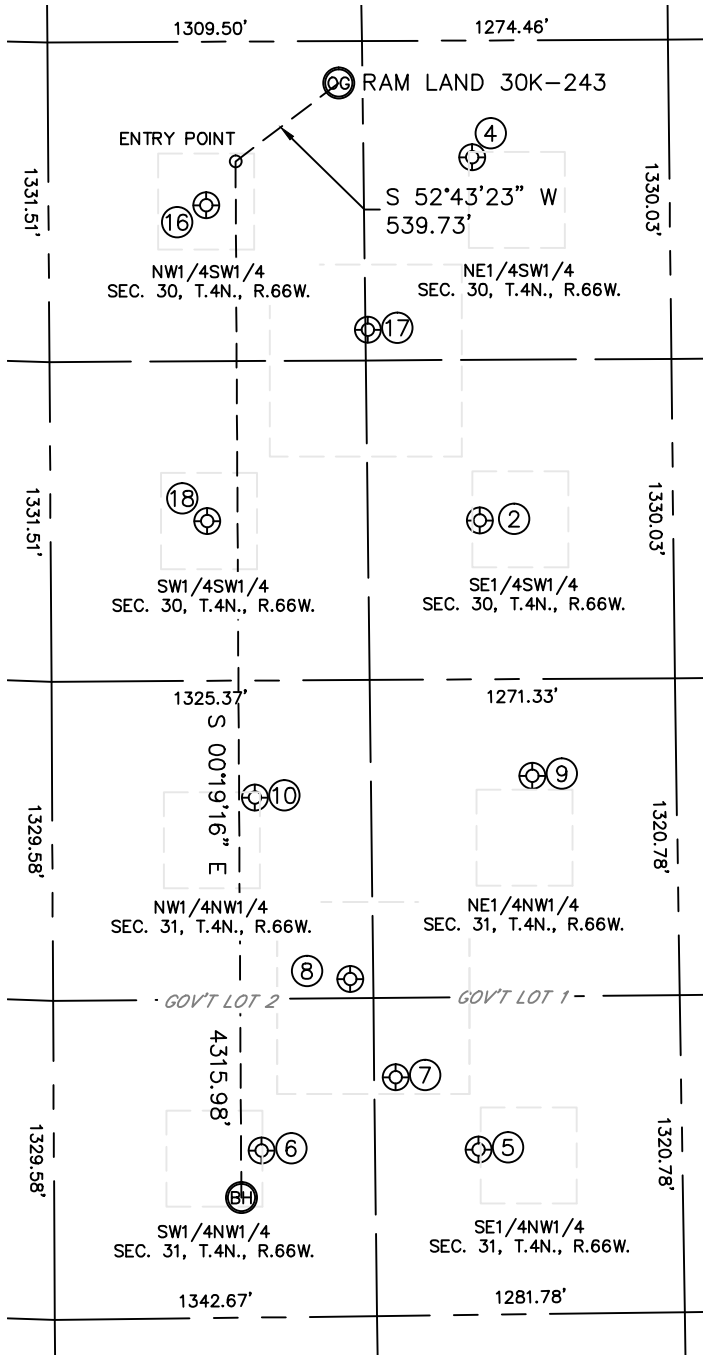 1309.50'
1274.46'
OG
RAM LAND 30K-243
ENTRY POINT
4
1331.51'
1330.03'
S 52°43'23" W
539.73'
16
NW1/4SW1/4
SEC. 30, T.4N., R.66W.
NE1/4SW1/4
SEC. 30, T.4N., R.66W.
17
18
2
1331.51'
1330.03'
SW1/4SW1/4
SEC. 30, T.4N., R.66W.
SE1/4SW1/4
SEC. 30, T.4N., R.66W.
1325.37'
1271.33'
S 00°19'16" E
10
9
1329.58'
1320.78'
NW1/4NW1/4
SEC. 31, T.4N., R.66W.
NE1/4NW1/4
SEC. 31, T.4N., R.66W.
8
GOV'T LOT 2
GOV'T LOT 1
4315.98'
7
1329.58'
1320.78'
6
5
BH
SW1/4NW1/4
SEC. 31, T.4N., R.66W.
SE1/4NW1/4
SEC. 31, T.4N., R.66W.
1342.67'
1281.78'